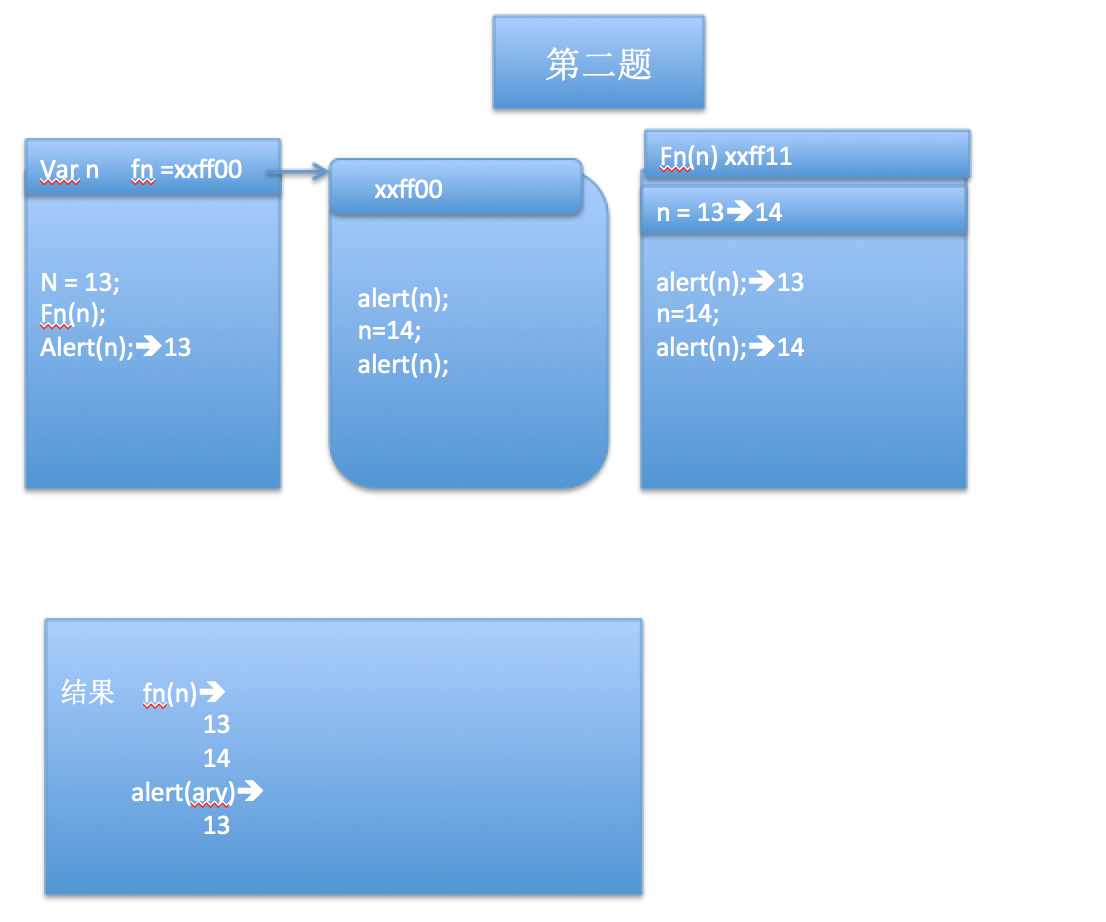 第二题
Var n fn =xxff00
N = 13;
Fn(n);
Alert(n);➔13
xxff00
alert(n);
n=14;
alert(n);
Fn(n) xxff11
n = 13➔14
alert(n);➔13
n=14;
alert(n);➔14
结果 fn(n)➔
13
14
alert(ary)➔
13